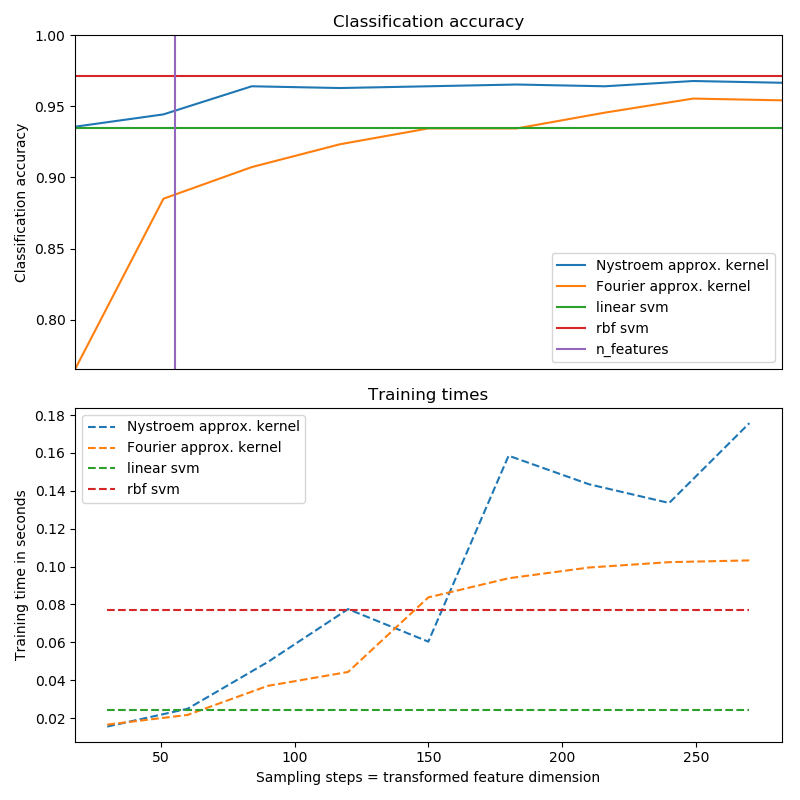 Classification accuracy
1.00
0.95
0.90
0.85
0.80
Classification accuracy
Nystroem approx. kernel
Fourier approx. kernel
linear svm
rbf svm
n_features
Training times
0.18
0.16
0.14
0.12
0.10
0.08
0.06
0.04
0.02
Training time in seconds
Nystroem approx. kernel
Fourier approx. kernel
linear svm
rbf svm
50 100 150 200 250
Sampling steps = transformed feature dimension